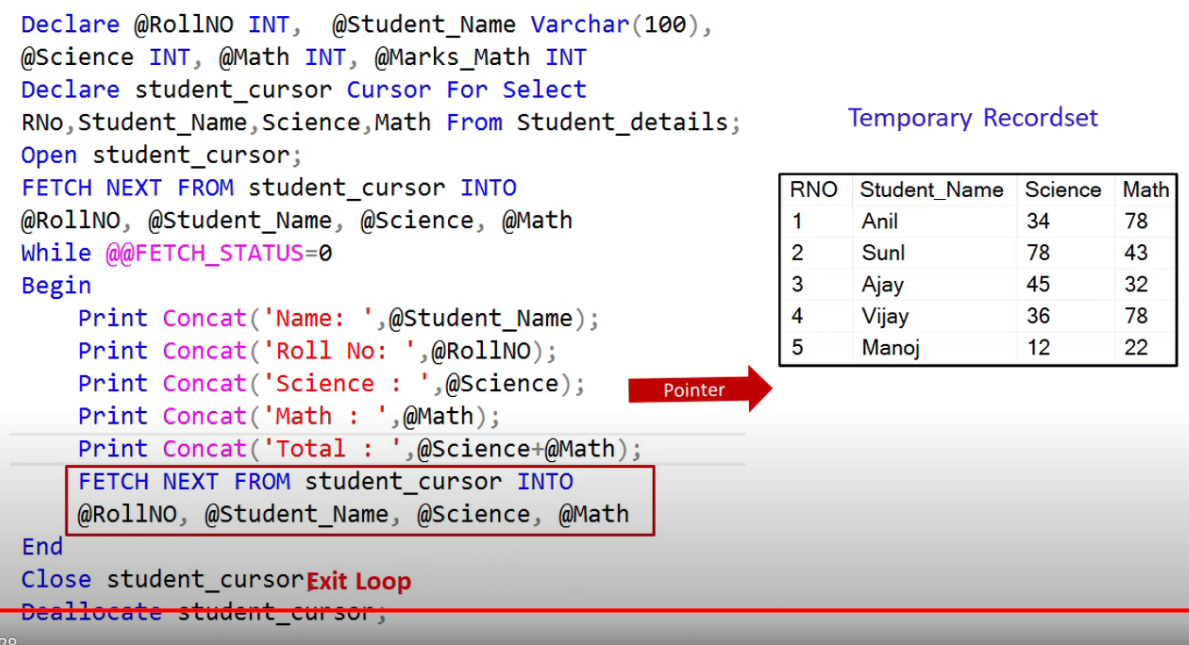 Declare @RollNO INT, @Student_Name Varchar(100),
@Science INT, @Math INT, @Marks_Math INT
Declare student_cursor Cursor For Select
RNo,Student_Name,Science,Math From Student_details;
Open student_cursor;
FETCH NEXT FROM student_cursor INTO
@RollNO, @Student_Name, @Science, @Math
While @@FETCH_STATUS=0
Begin
Print Concat('Name: ',@Student_Name);
Print Concat('Roll No: ',@RollNO);
Print Concat('Science : ',@Science);
Print Concat('Math : ',@Math);
Print Concat('Total : ',@Science+@Math);
FETCH NEXT FROM student_cursor INTO
@RollNO, @Student_Name, @Science, @Math
End
Close student_cursor
Exit Loop
Deallocate student_cursor;
Pointer
Temporary Recordset
RNO Student_Name Science Math
1 Anil 34 78
2 Sunl 78 43
3 Ajay 45 32
4 Vijay 36 78
5 Manoj 12 22